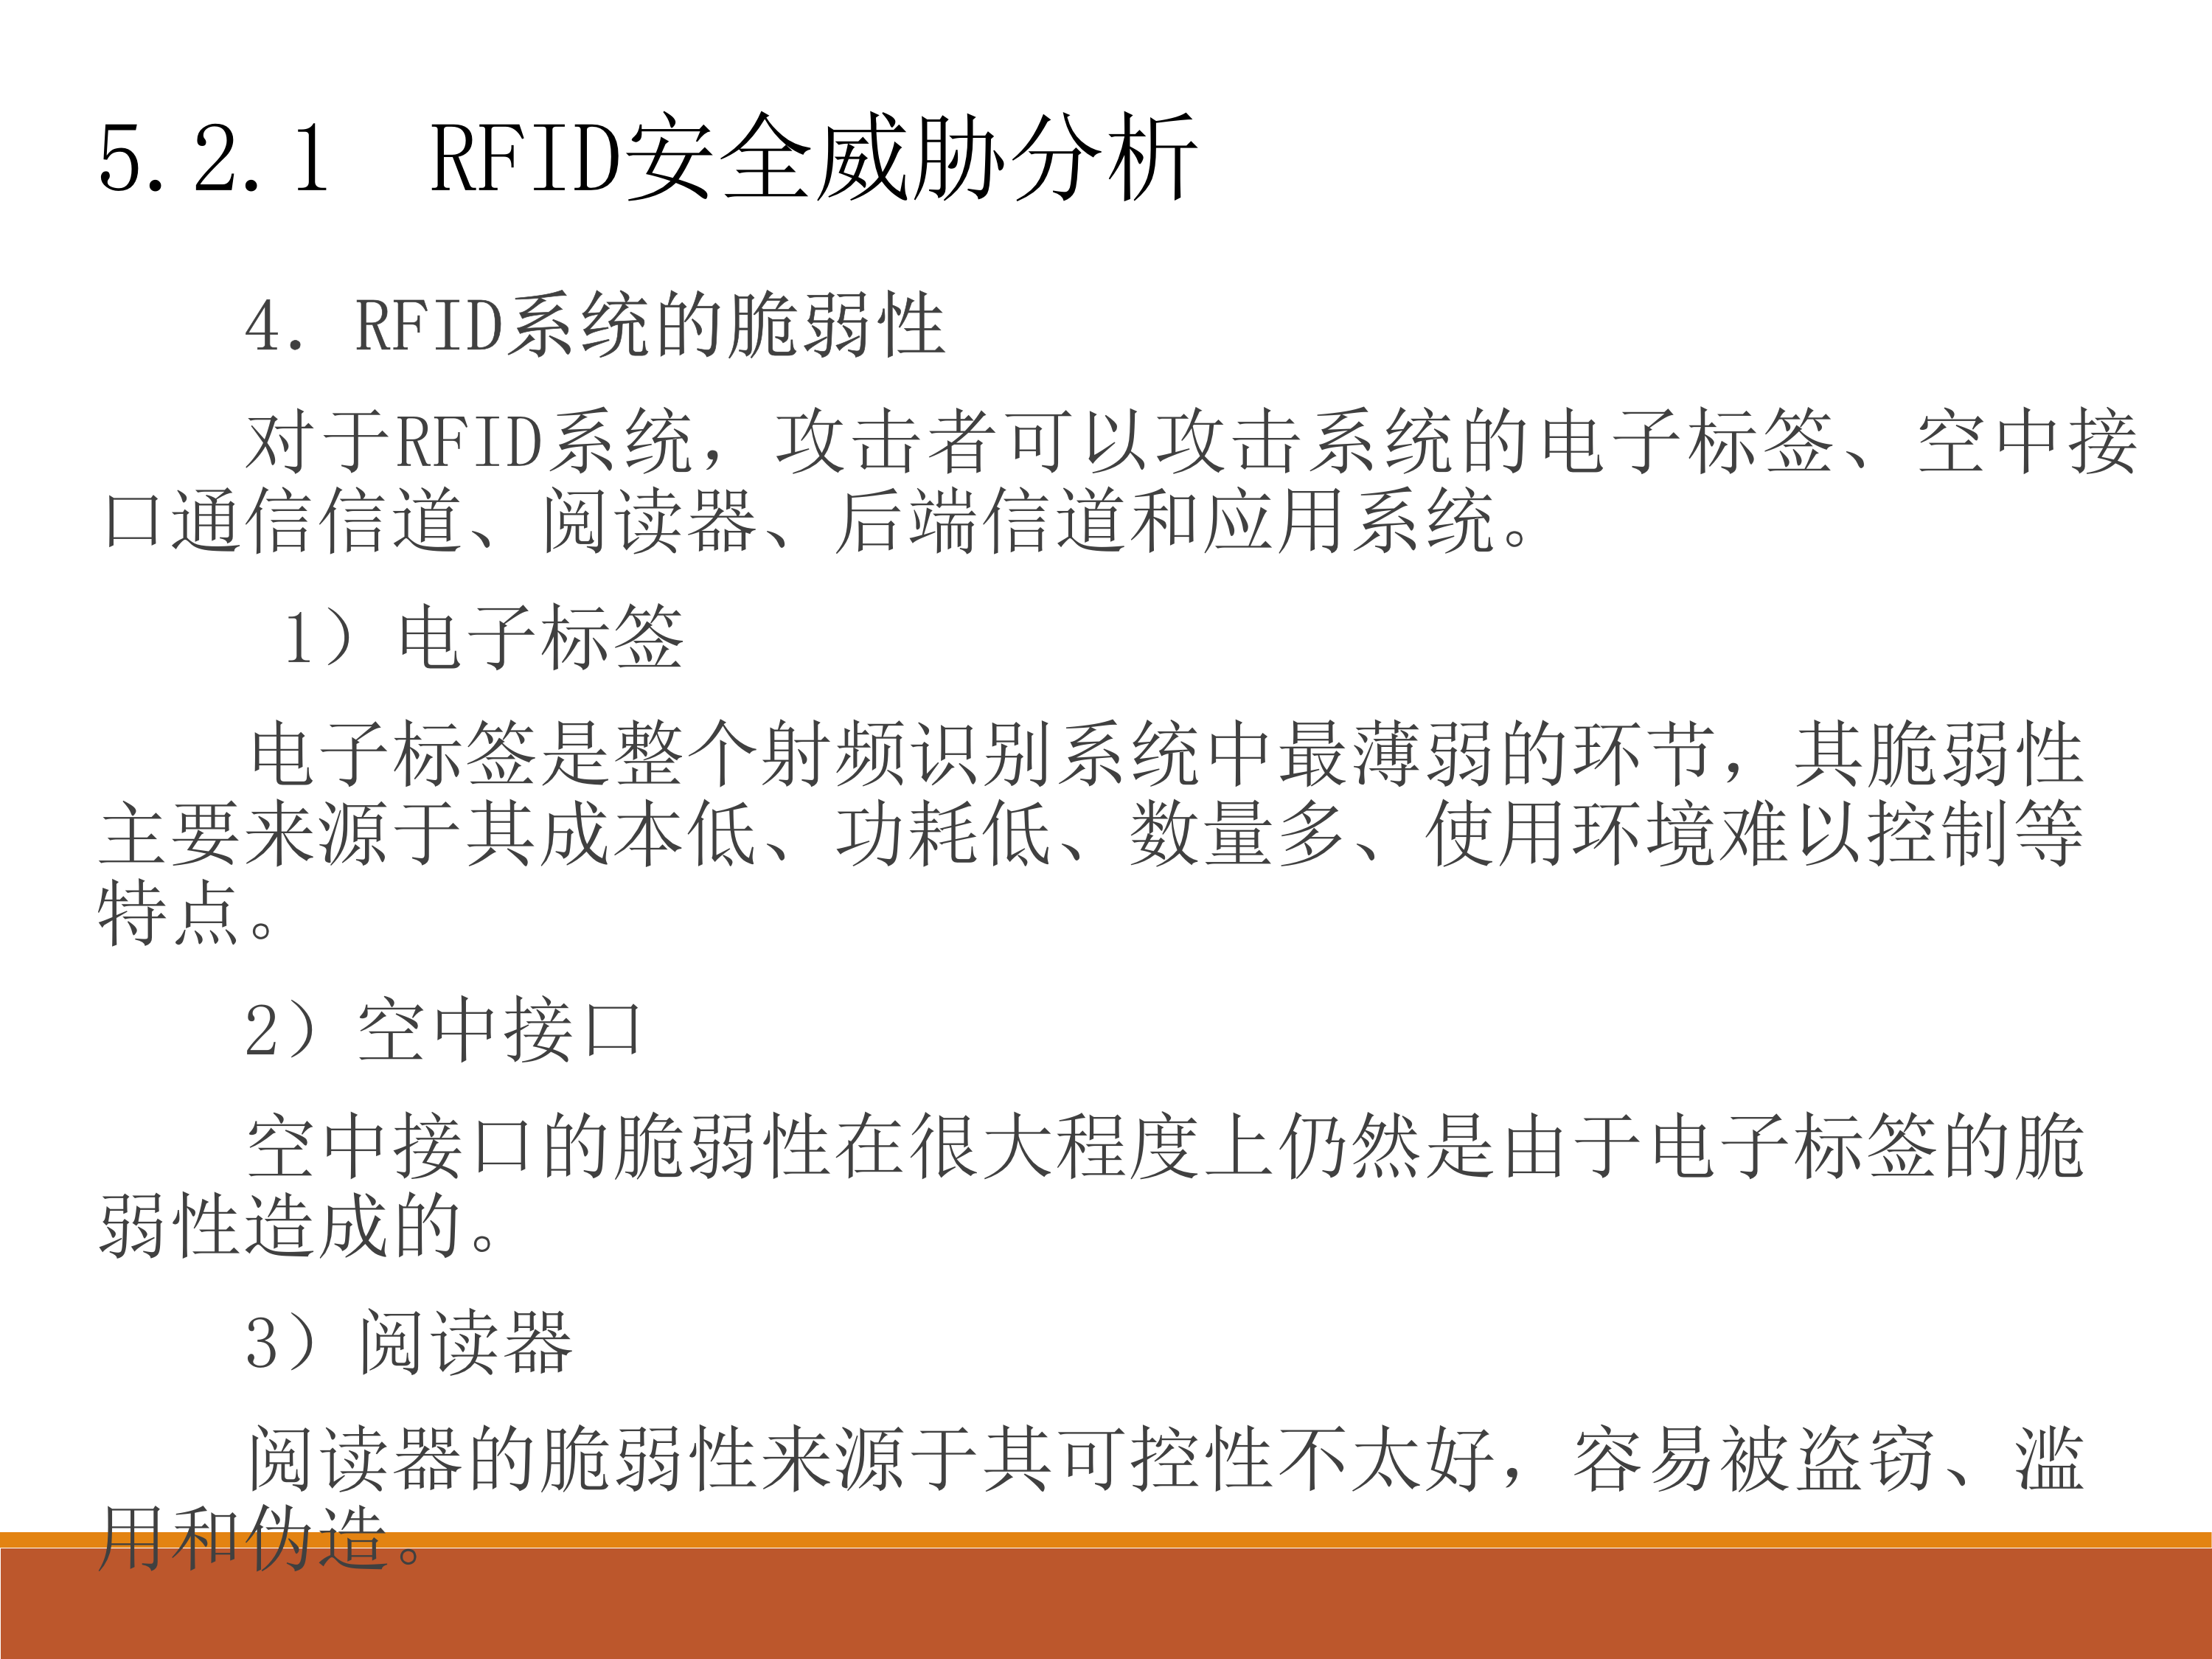 5.2.1  RFID安全威胁分析
4. RFID系统的脆弱性
对于RFID系统，攻击者可以攻击系统的电子标签、空中接
口通信信道、阅读器、后端信道和应用系统。
1）电子标签
电子标签是整个射频识别系统中最薄弱的环节，其脆弱性
主要来源于其成本低、功耗低、数量多、使用环境难以控制等
特点。
2）空中接口
空中接口的脆弱性在很大程度上仍然是由于电子标签的脆
弱性造成的。
3）阅读器
阅读器的脆弱性来源于其可控性不太好，容易被盗窃、滥
用和伪造。